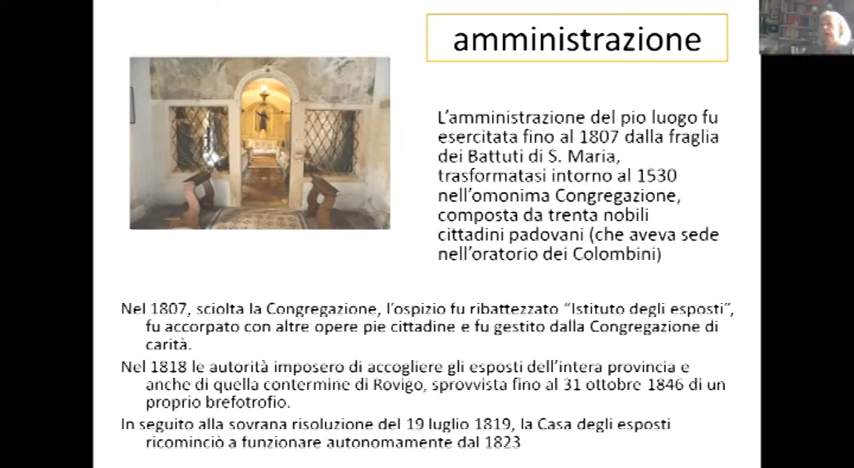 amministrazione
L’amministrazione del pio luogo fu
esercitata fino al 1807 dalla fraglia
dei Battuti di S. Maria,
trasformatasi intorno al 1530
nell’omonima Congregazione,
composta da trenta nobili
cittadini padovani (che aveva sede
nell’oratorio dei Colombini)
Nel 1807, sciolta la Congregazione, l’ospizio fu ribattezzato “Istituto degli esposti”,
fu accorpato con altre opere pie cittadine e fu gestito dalla Congregazione di
carità.
Nel 1818 le autorità imposero di accogliere gli esposti dell’intera provincia e
anche di quella contermine di Rovigo, sprovvista fino al 31 ottobre 1846 di un
proprio brefotrofio.
In seguito alla sovrana risoluzione del 19 luglio 1819, la Casa degli esposti
ricominciò a funzionare autonomamente dal 1823